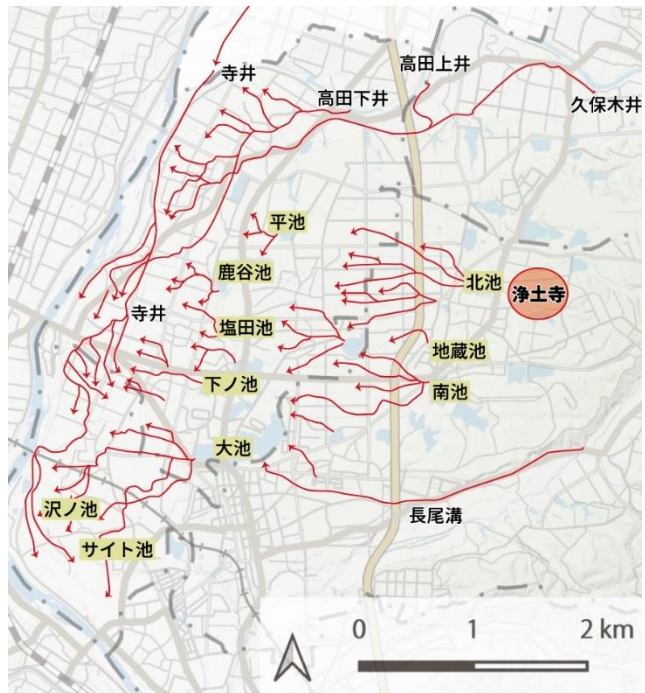 寺井
高田上井
高田下井
久保木井
平池
鹿谷池
北池
浄土寺
寺井
塩田池
地蔵池
下ノ池
南池
大池
沢ノ池
長尾溝
サイト池
0 1 2 km